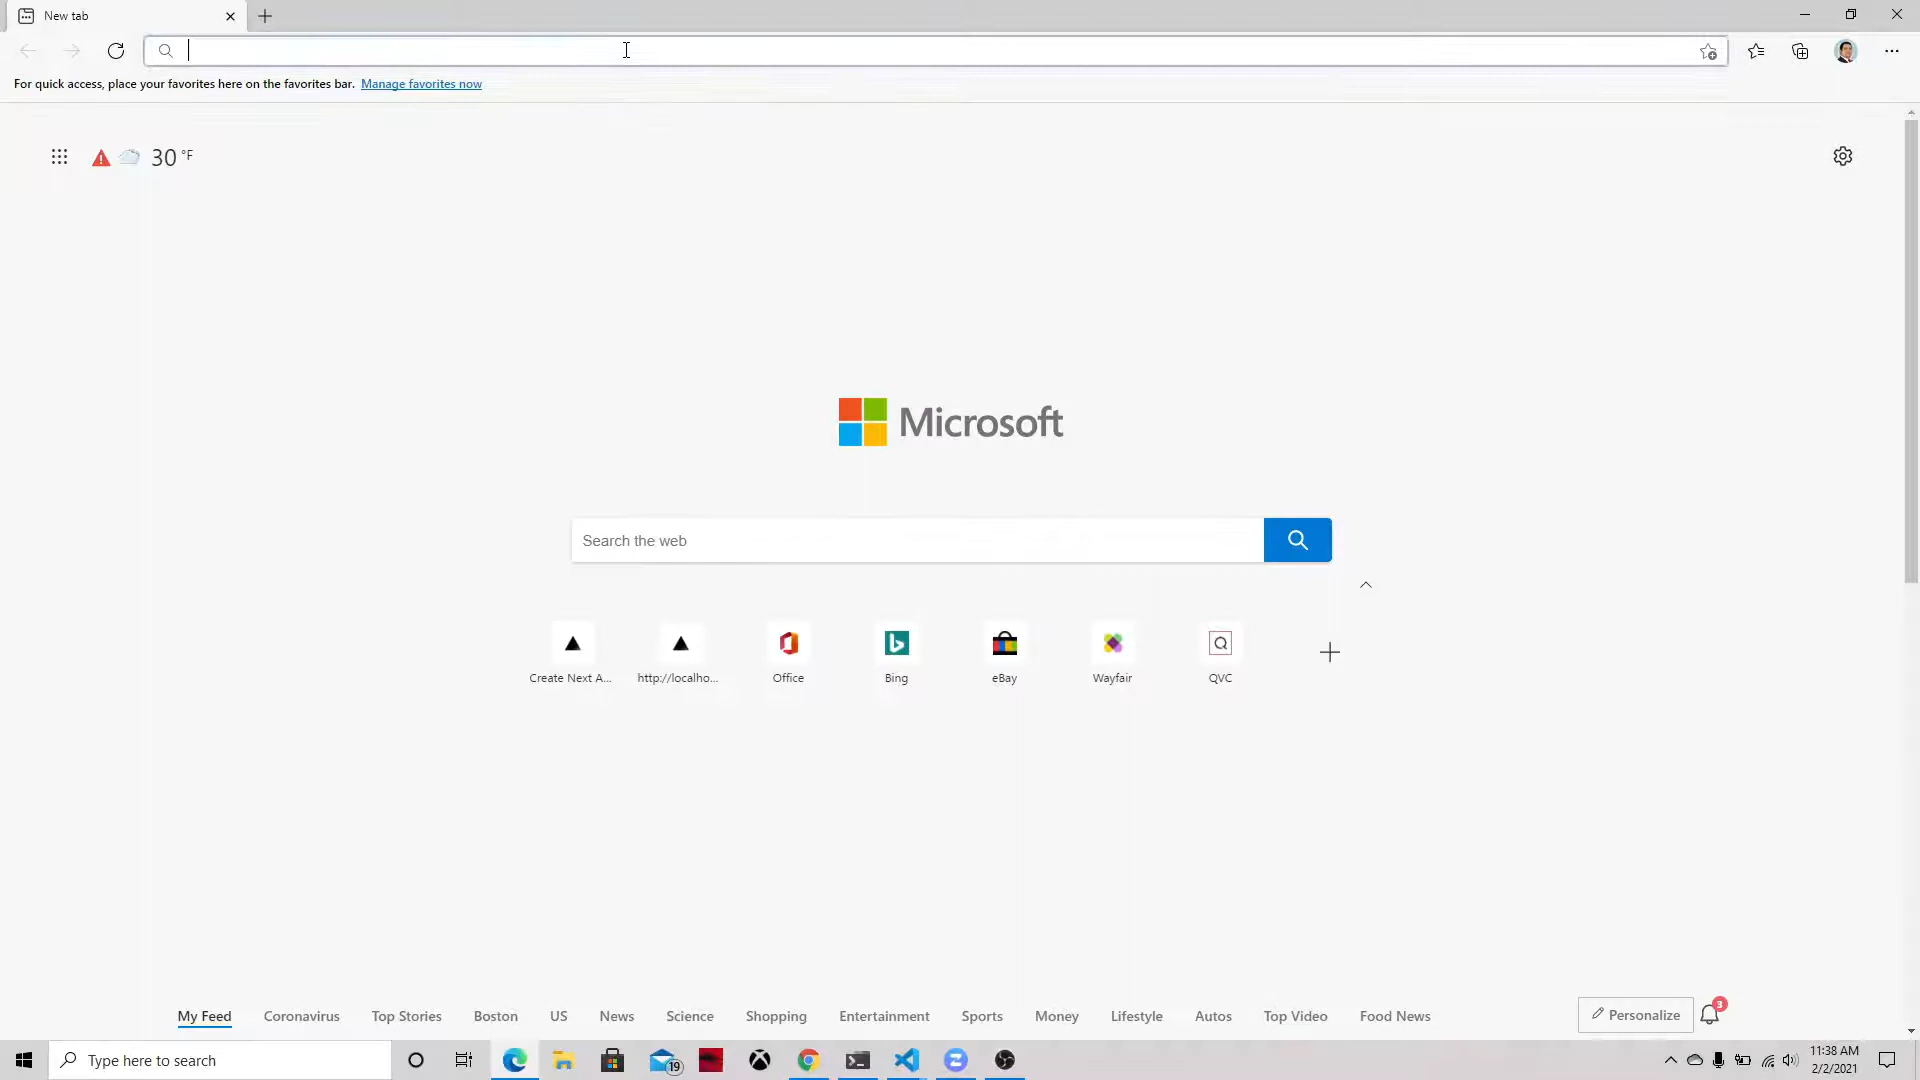 New tab
For quick access, place your favorites here on the favorites bar. Manage favorites now
30 °F
Microsoft
Search the web
Create Next A... http://localho... Office Bing eBay Wayfair QVC
My Feed Coronavirus Top Stories Boston US News Science Shopping Entertainment Sports Money Lifestyle Autos Top Video Food News Personalize 3
Type here to search 19 11:38 AM
2/2/2021